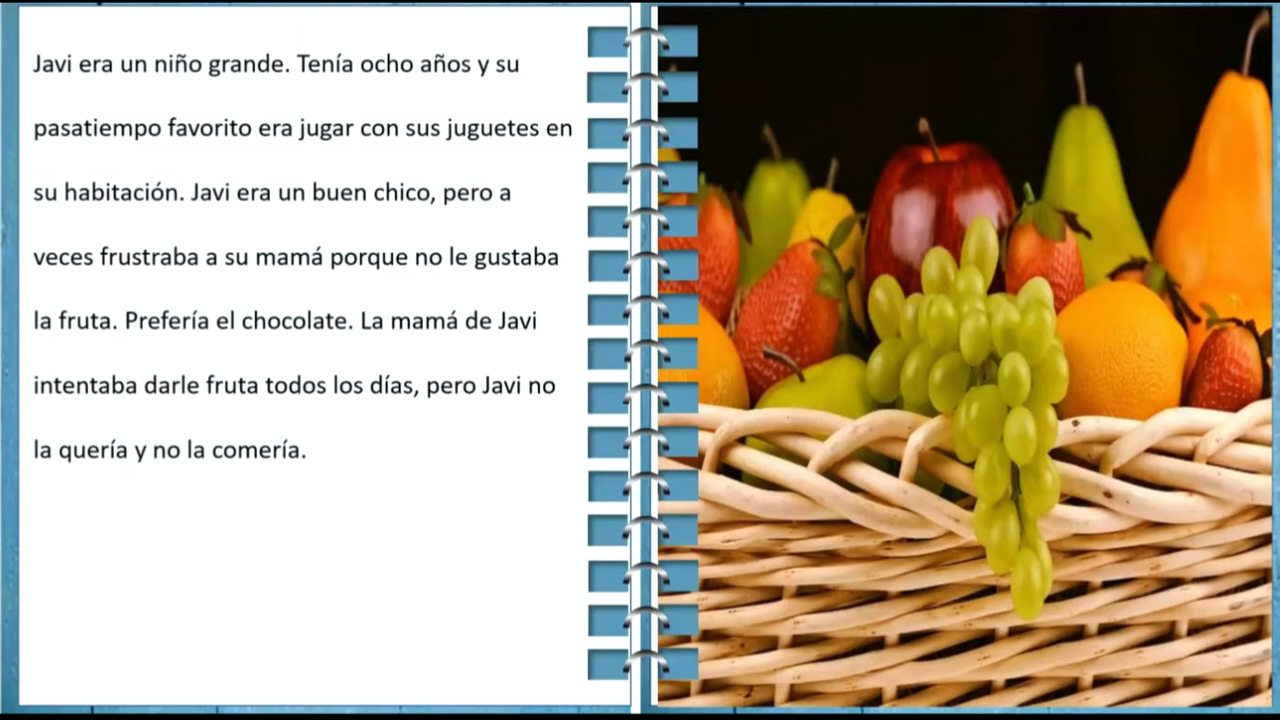 Javi era un niño grande. Tenía ocho años y su
pasatiempo favorito era jugar con sus juguetes en
su habitación. Javi era un buen chico, pero a
veces frustraba a su mamá porque no le gustaba
la fruta. Prefería el chocolate. La mamá de Javi
intentaba darle fruta todos los días, pero Javi no
la quería y no la comería.